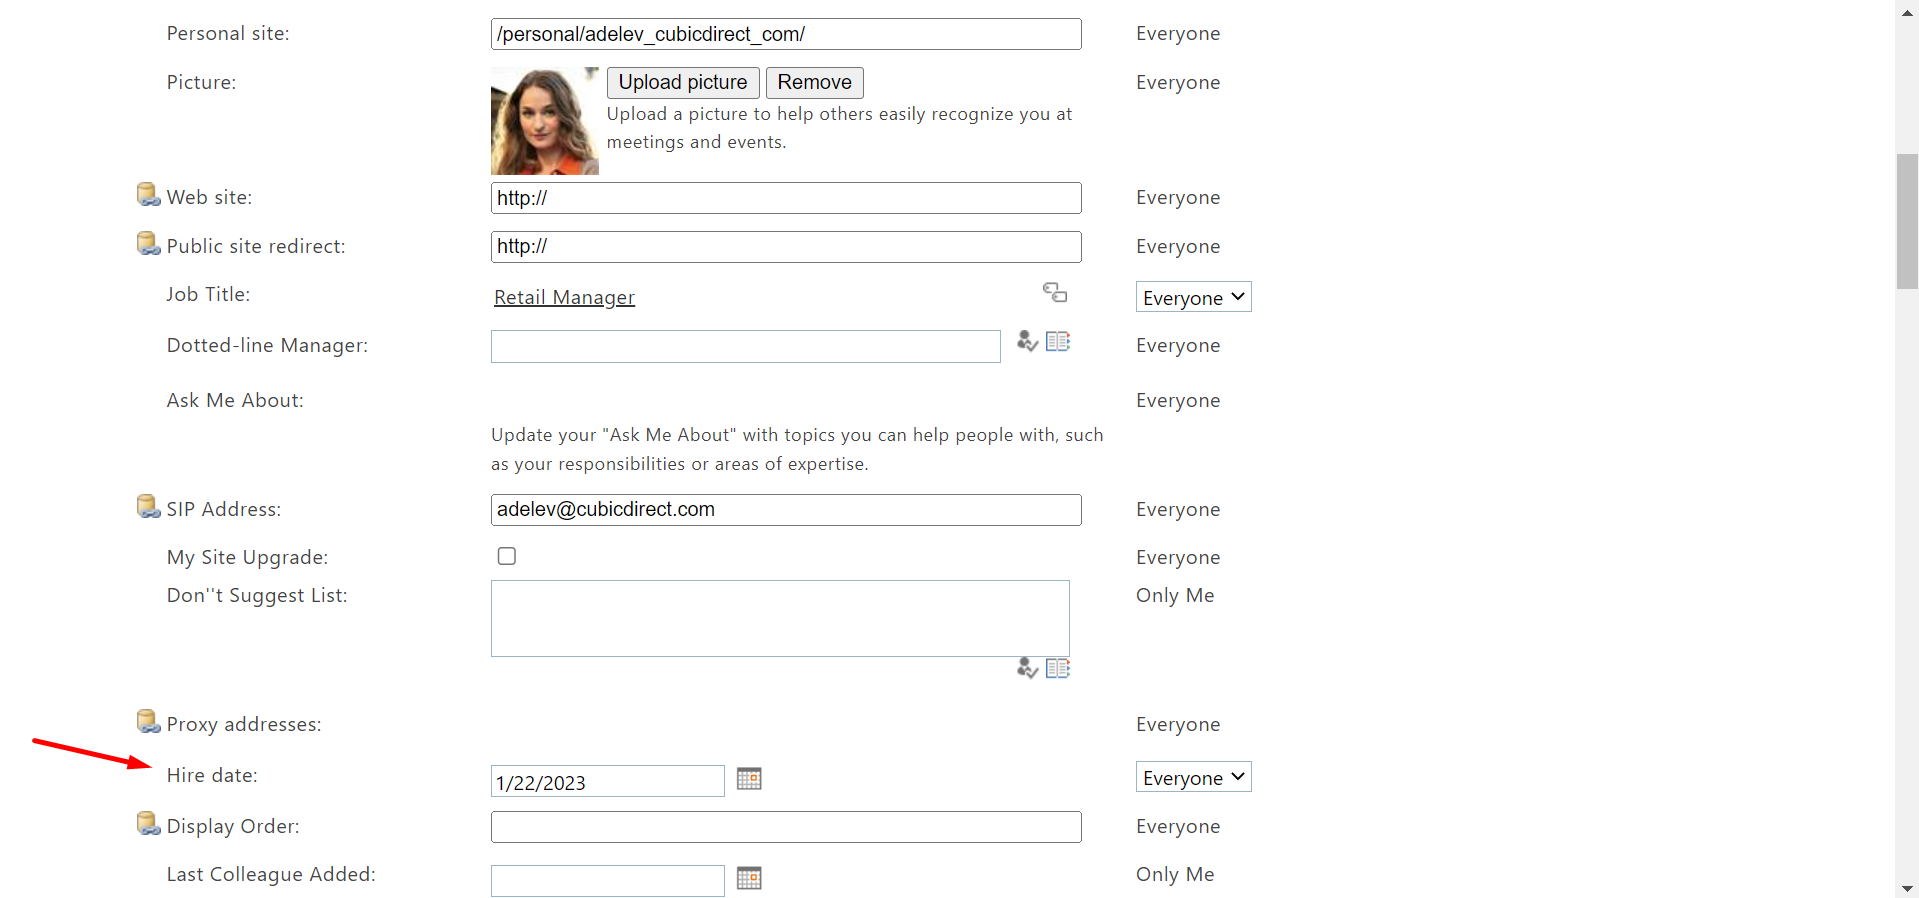 Personal site: /personal/adelev_cubicdirect_com/ Everyone
Picture: Upload picture Remove Everyone
Upload a picture to help others easily recognize you at
meetings and events.
Web site: http:// Everyone
Public site redirect: http:// Everyone
Job Title: Retail Manager Everyone
Dotted-line Manager: Everyone
Ask Me About: Everyone
Update your "Ask Me About" with topics you can help people with, such
as your responsibilities or areas of expertise.
SIP Address: adelev@cubicdirect.com Everyone
My Site Upgrade: Everyone
Don''t Suggest List: Only Me
Proxy addresses: Everyone
Hire date: 1/22/2023 Everyone
Display Order: Everyone
Last Colleague Added: Only Me